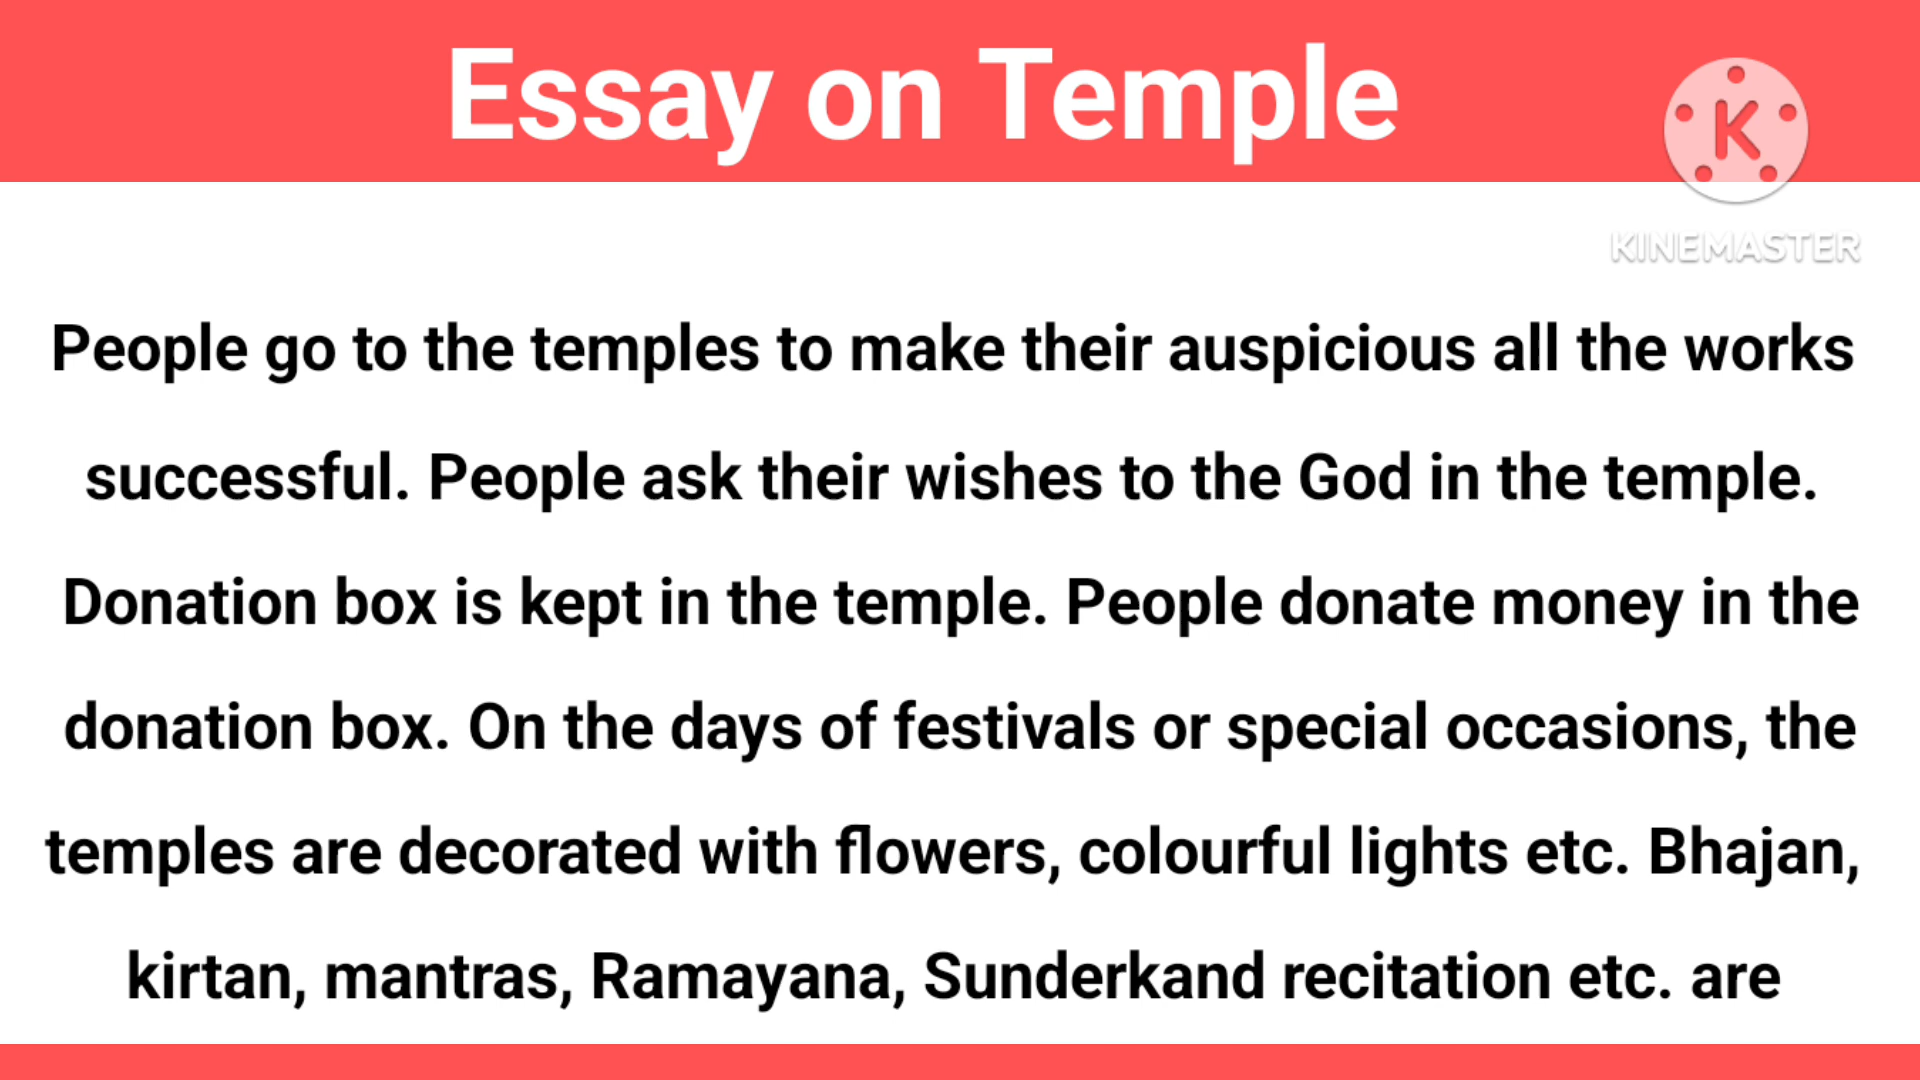 Essay on Temple
K
KINEMASTER
People go to the temples to make their auspicious all the works
successful. People ask their wishes to the God in the temple.
Donation box is kept in the temple. People donate money in the
donation box. On the days of festivals or special occasions, the
temples are decorated with flowers, colourful lights etc. Bhajan,
kirtan, mantras, Ramayana, Sunderkand recitation etc. are